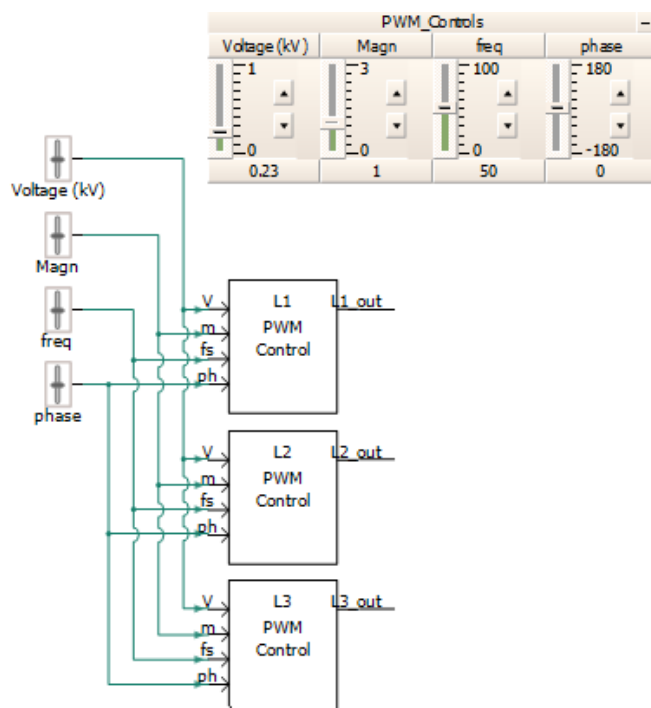 PWM_Controls
Voltage (kV) Magn freq phase
1 3 100 180
0 0 0 -180
0.23 1 50 0
Voltage (kV)
Magn
freq
phase
L1
PWM
Control
V
m
fs
ph
L1_out
L2
PWM
Control
V
m
fs
ph
L2_out
L3
PWM
Control
V
m
fs
ph
L3_out